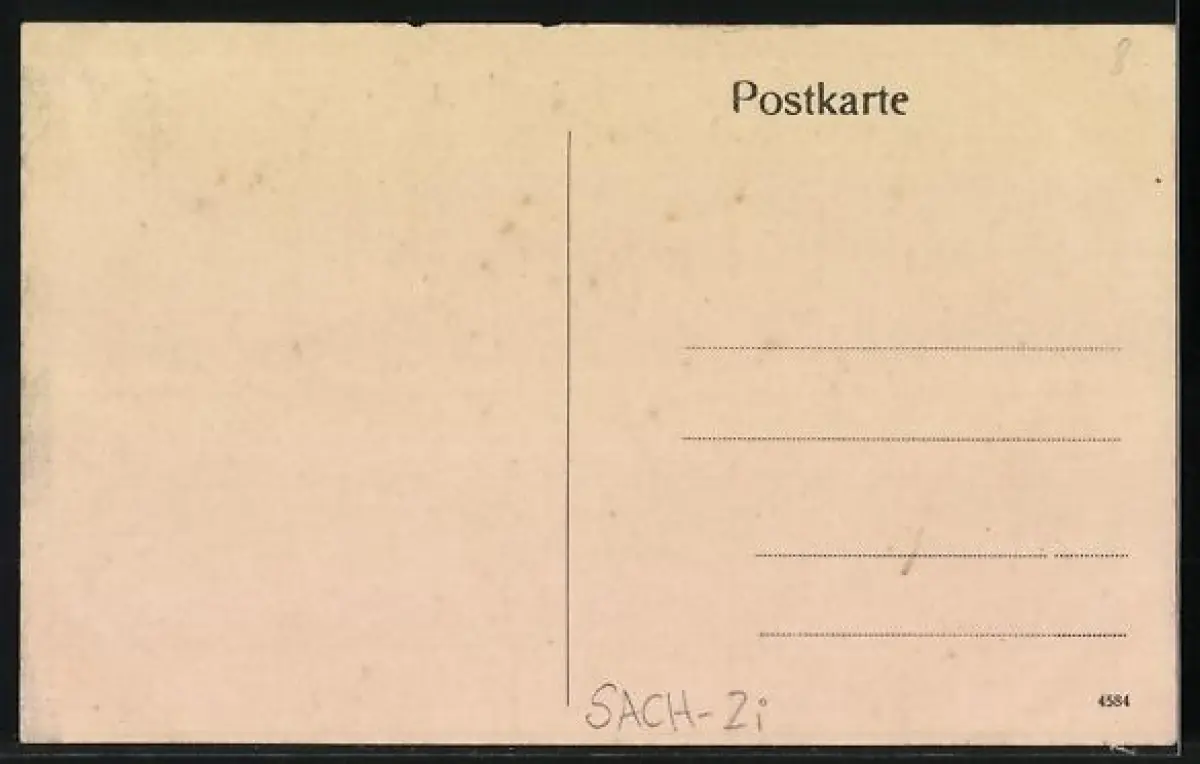 8
Postkarte
4584
SACH-Zi